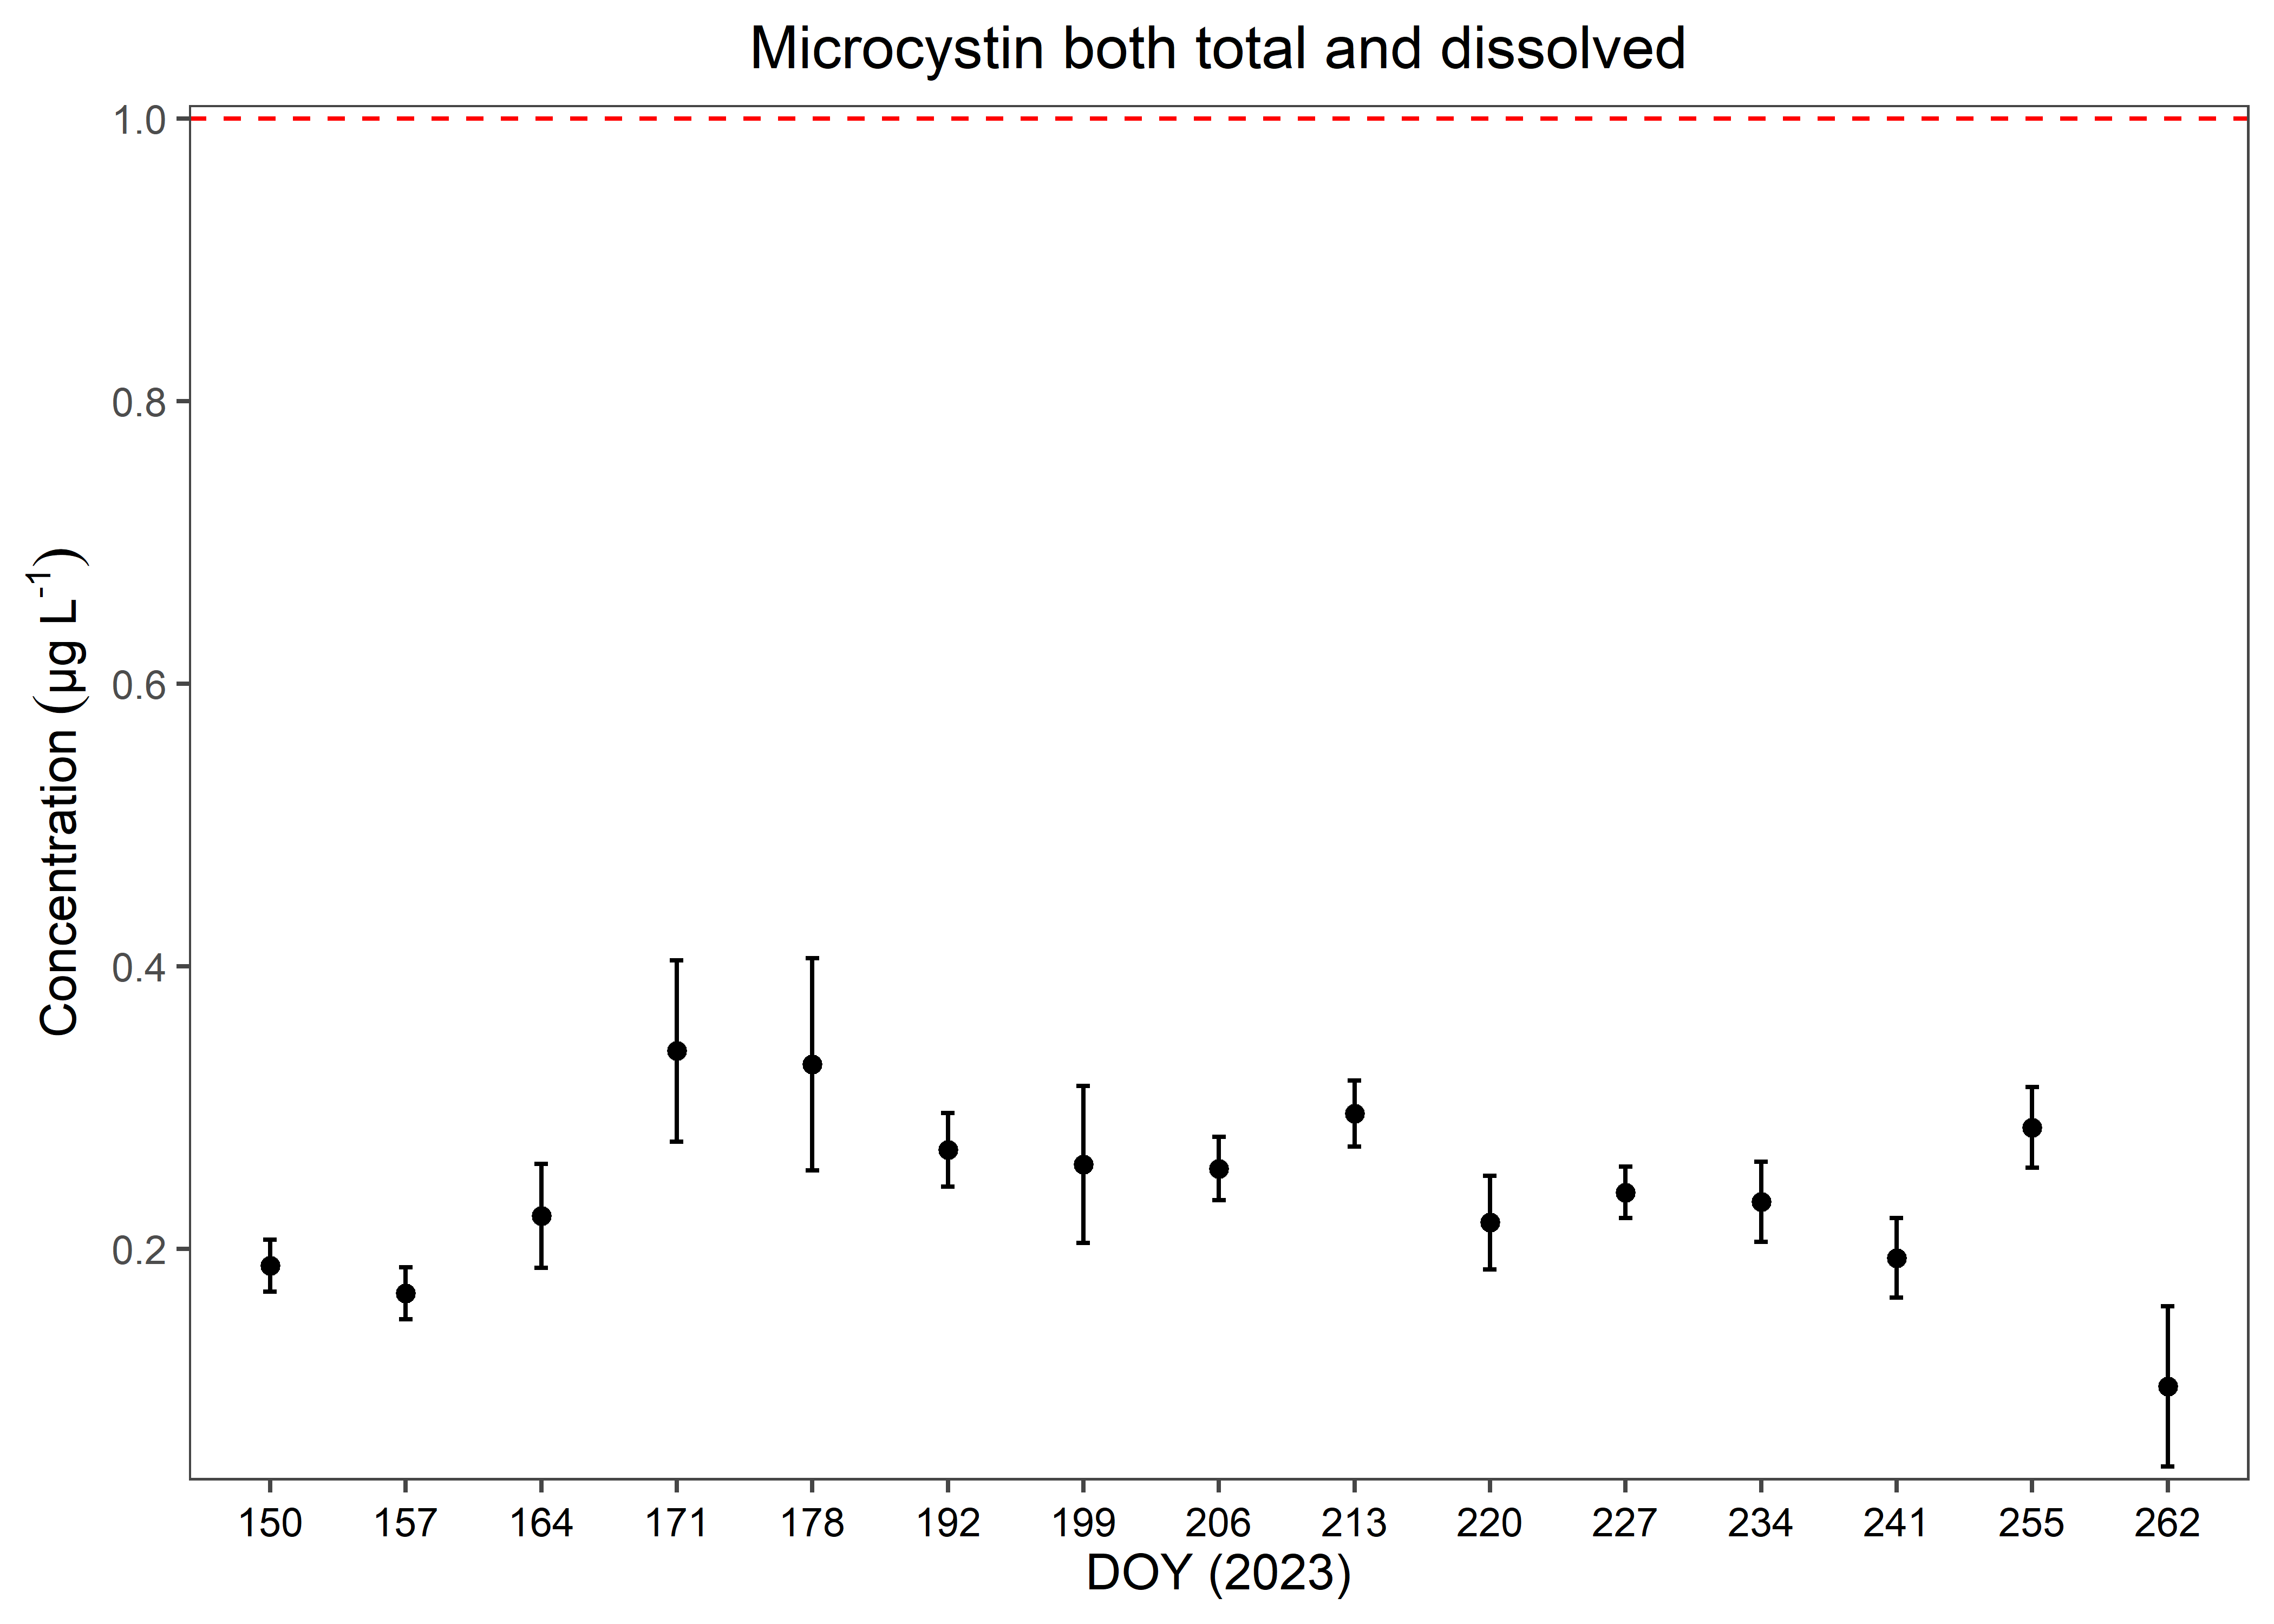 Microcystin both total and dissolved
1.0
0.8
0.6
0.4
0.2
Concentration (µg L⁻¹)
150 157 164 171 178 192 199 206 213 220 227 234 241 255 262
DOY (2023)